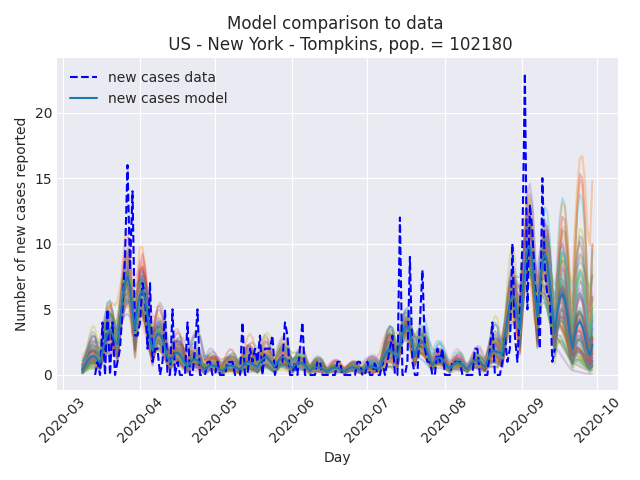 Model comparison to data
US - New York - Tompkins, pop. = 102180
new cases data
new cases model
Number of new cases reported
20
15
10
5
0
2020-03
2020-04
2020-05
2020-06
2020-07
2020-08
2020-09
2020-10
Day